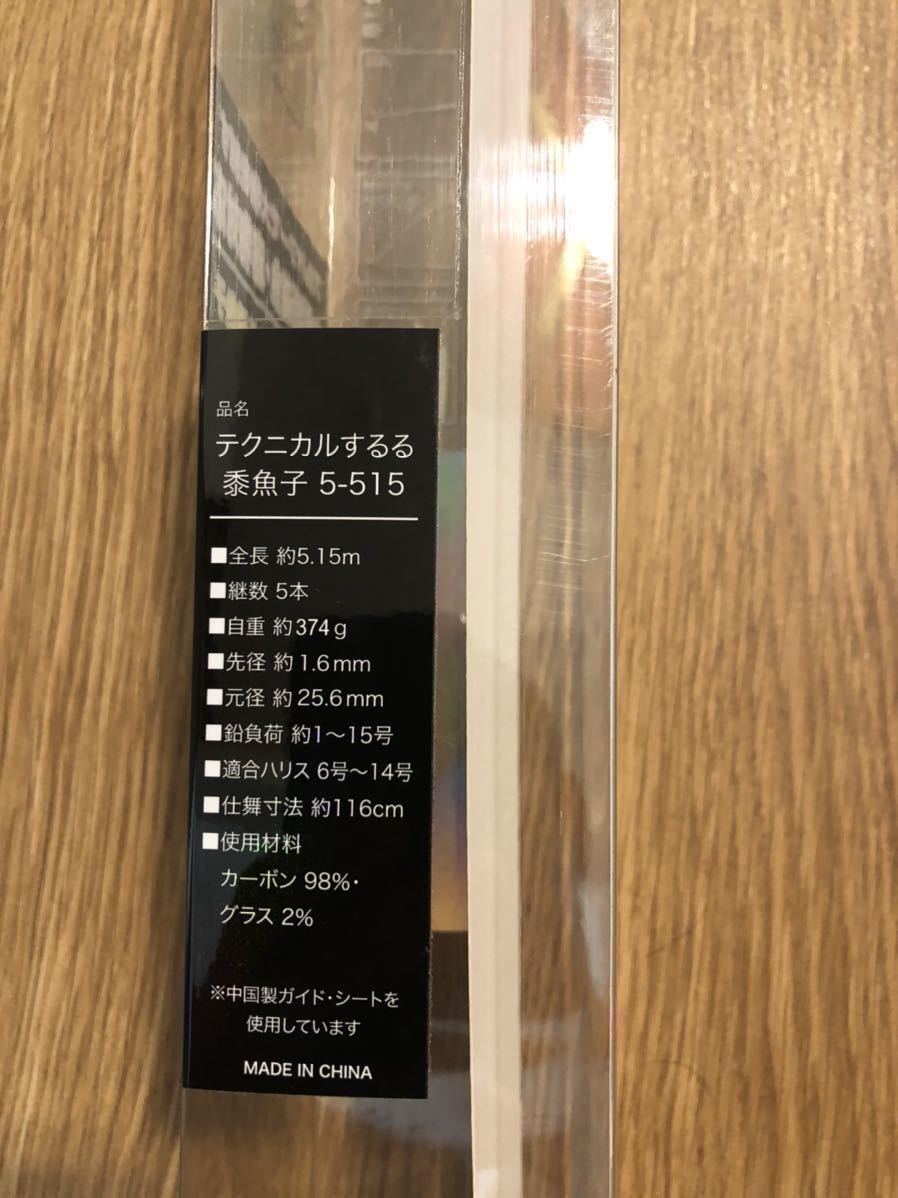 品名
テクニカルするる
黍魚子 5-515
■全長 約5.15m
■継数 5本
■自重 約374g
■先径 約1.6mm
■元径 約25.6mm
■鉛負荷 約1～15号
■適合ハリス 6号～14号
■仕舞寸法 約116cm
■使用材料
カーボン 98%・
グラス 2%
※中国製ガイド・シートを
使用しています
MADE IN CHINA